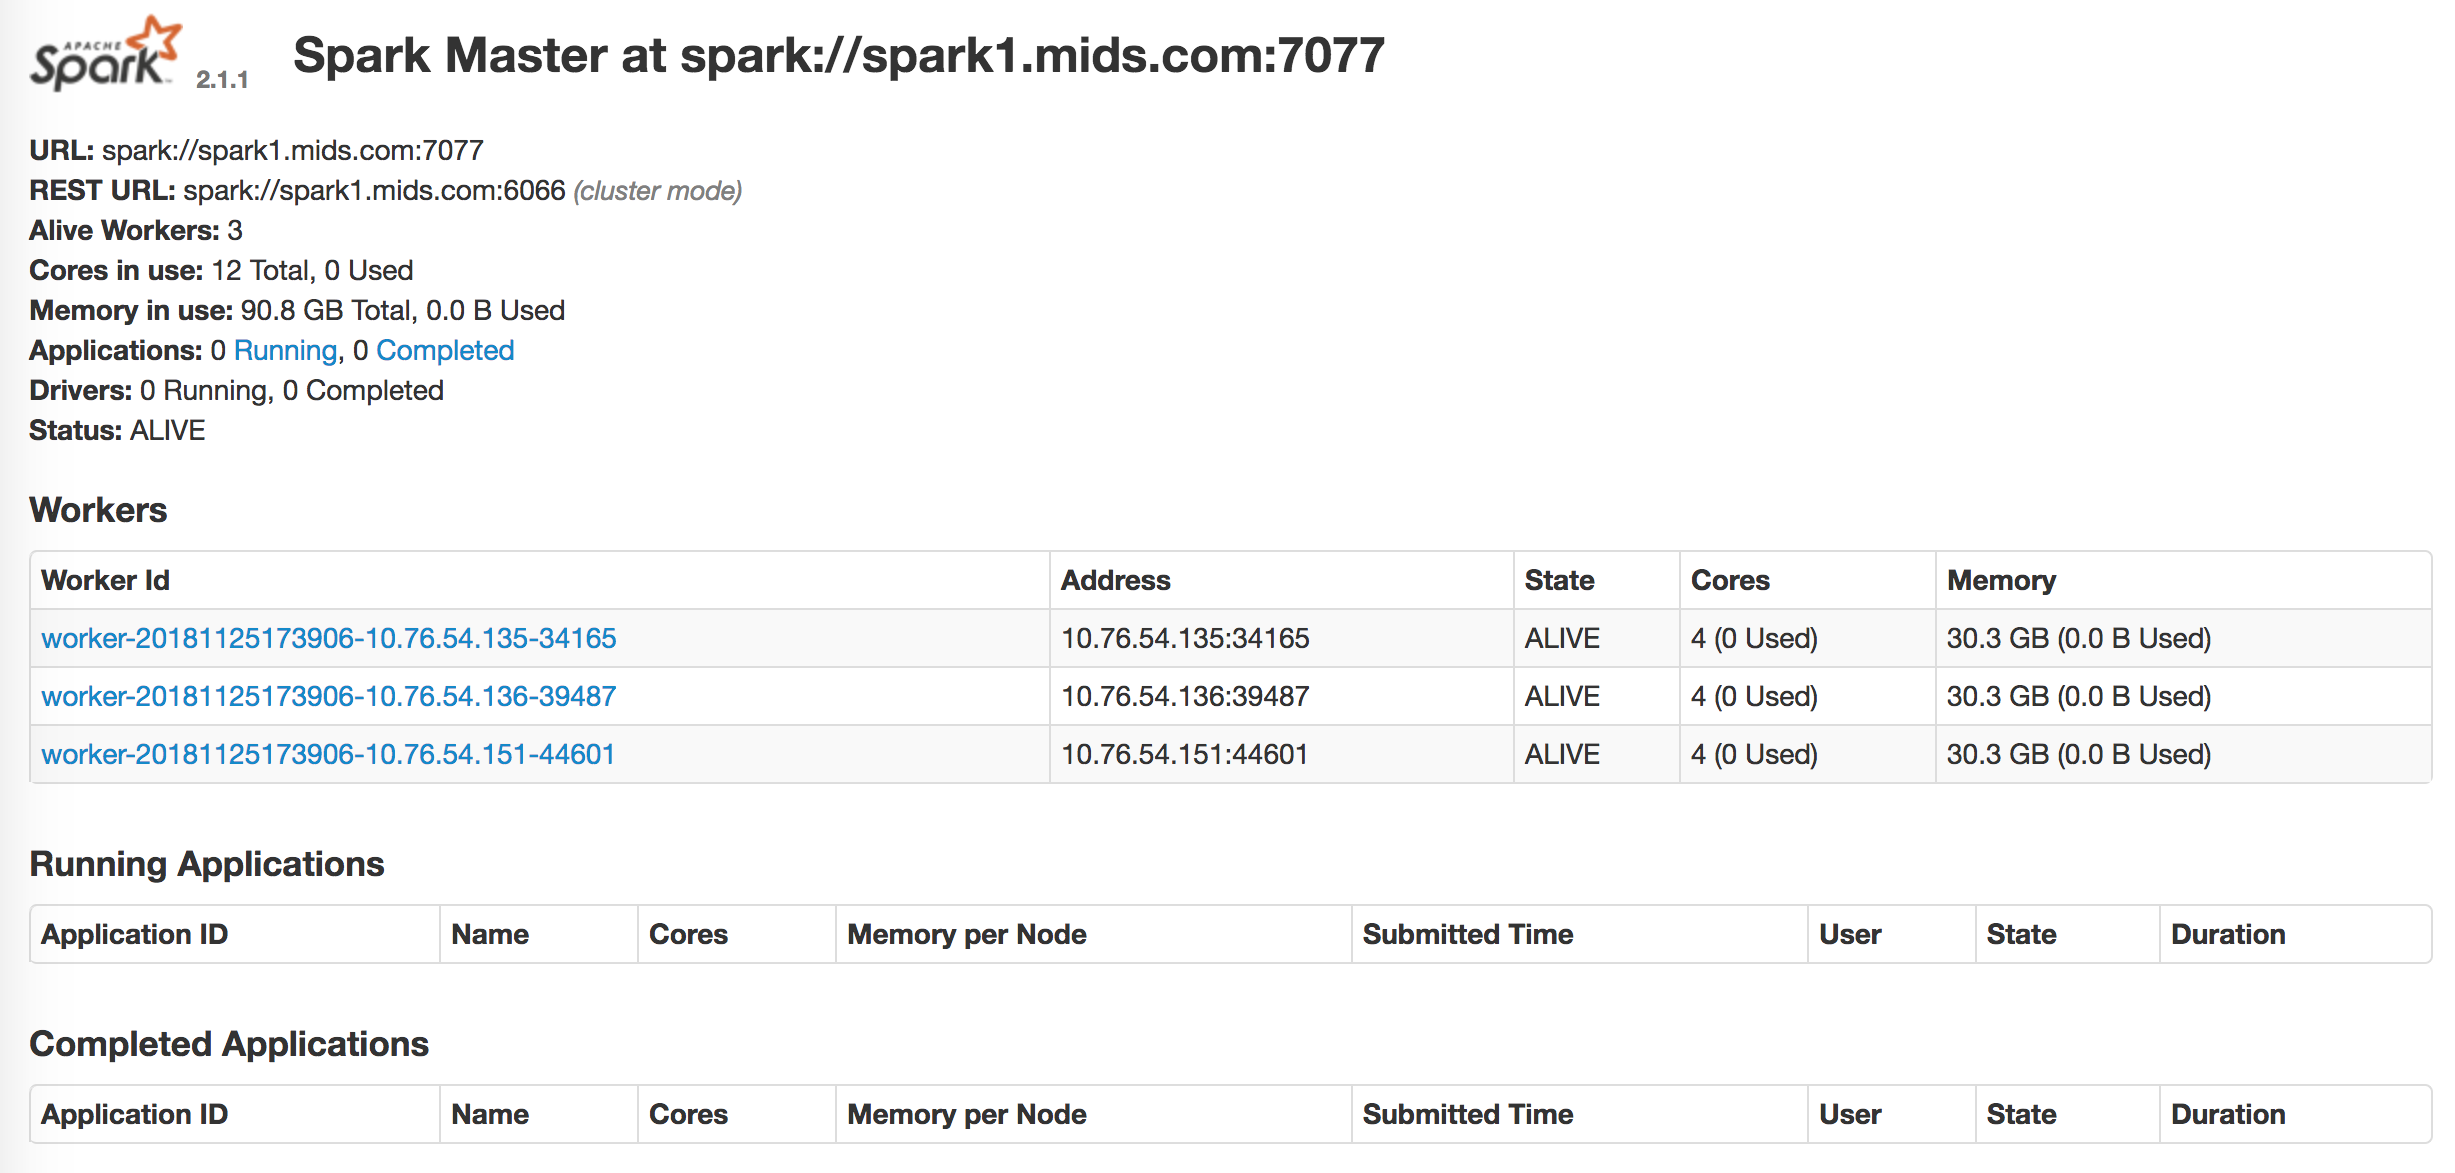 APACHE
Spark 2.1.1 Spark Master at spark://spark1.mids.com:7077
URL: spark://spark1.mids.com:7077
REST URL: spark://spark1.mids.com:6066 (cluster mode)
Alive Workers: 3
Cores in use: 12 Total, 0 Used
Memory in use: 90.8 GB Total, 0.0 B Used
Applications: 0 Running, 0 Completed
Drivers: 0 Running, 0 Completed
Status: ALIVE
Workers
Worker Id Address State Cores Memory
worker-20181125173906-10.76.54.135-34165 10.76.54.135:34165 ALIVE 4 (0 Used) 30.3 GB (0.0 B Used)
worker-20181125173906-10.76.54.136-39487 10.76.54.136:39487 ALIVE 4 (0 Used) 30.3 GB (0.0 B Used)
worker-20181125173906-10.76.54.151-44601 10.76.54.151:44601 ALIVE 4 (0 Used) 30.3 GB (0.0 B Used)
Running Applications
Application ID Name Cores Memory per Node Submitted Time User State Duration
Completed Applications
Application ID Name Cores Memory per Node Submitted Time User State Duration